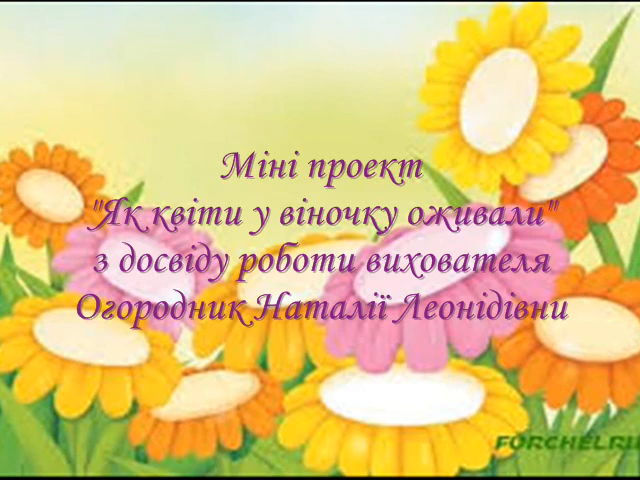 Міні проект
"Як квіти у віночку оживали"
з досвіду роботи вихователя
Огородник Наталії Леонідівни
FORCHEL.RU